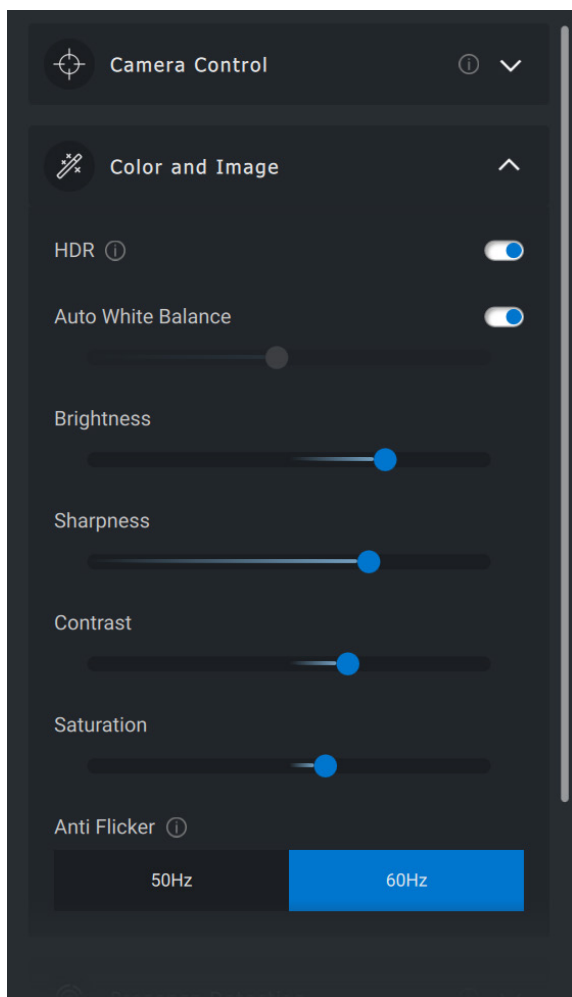 Camera Control
Color and Image
HDR
Auto White Balance
Brightness
Sharpness
Contrast
Saturation
Anti Flicker
50Hz 60Hz